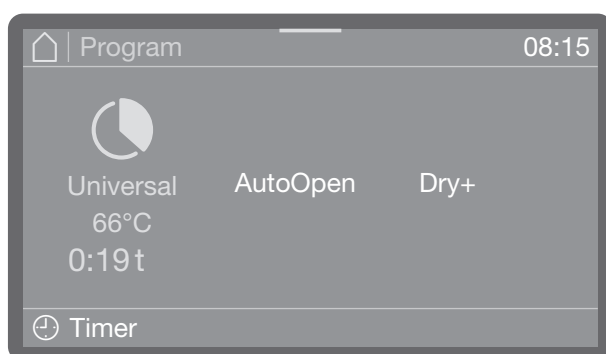 Program 08:15
Universal AutoOpen Dry+
66°C
0:19 t
Timer